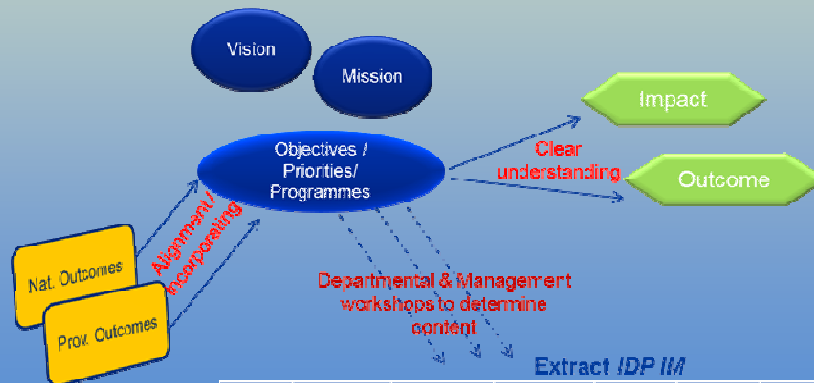 Vision
Mission
Impact
Objectives /
Priorities/
Programmes
Clear
understanding
Outcome
Alignment /
Incorporating
Nat. Outcomes
Prov. Outcomes
Departmental & Management
workshops to determine
content
Extract IDP IM